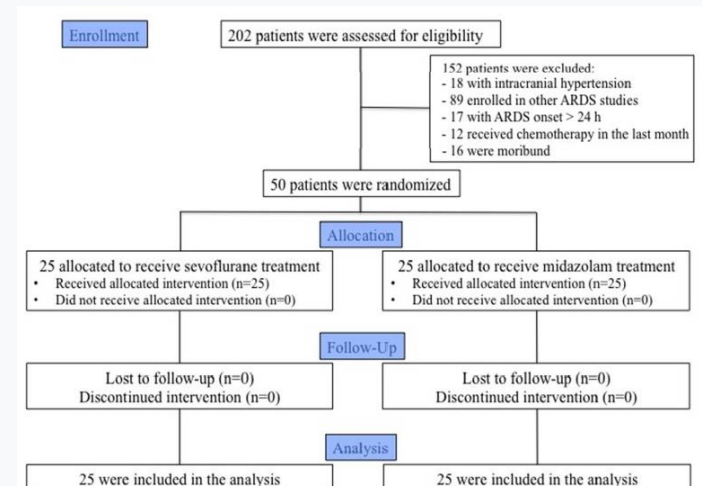 Enrollment
202 patients were assessed for eligibility
152 patients were excluded:
- 18 with intracranial hypertension
- 89 enrolled in other ARDS studies
- 17 with ARDS onset > 24 h
- 12 received chemotherapy in the last month
- 16 were moribund
50 patients were randomized
Allocation
25 allocated to receive sevoflurane treatment
• Received allocated intervention (n=25)
• Did not receive allocated intervention (n=0)
25 allocated to receive midazolam treatment
• Received allocated intervention (n=25)
• Did not receive allocated intervention (n=0)
Follow-Up
Lost to follow-up (n=0)
Discontinued intervention (n=0)
Lost to follow-up (n=0)
Discontinued intervention (n=0)
Analysis
25 were included in the analysis
25 were included in the analysis